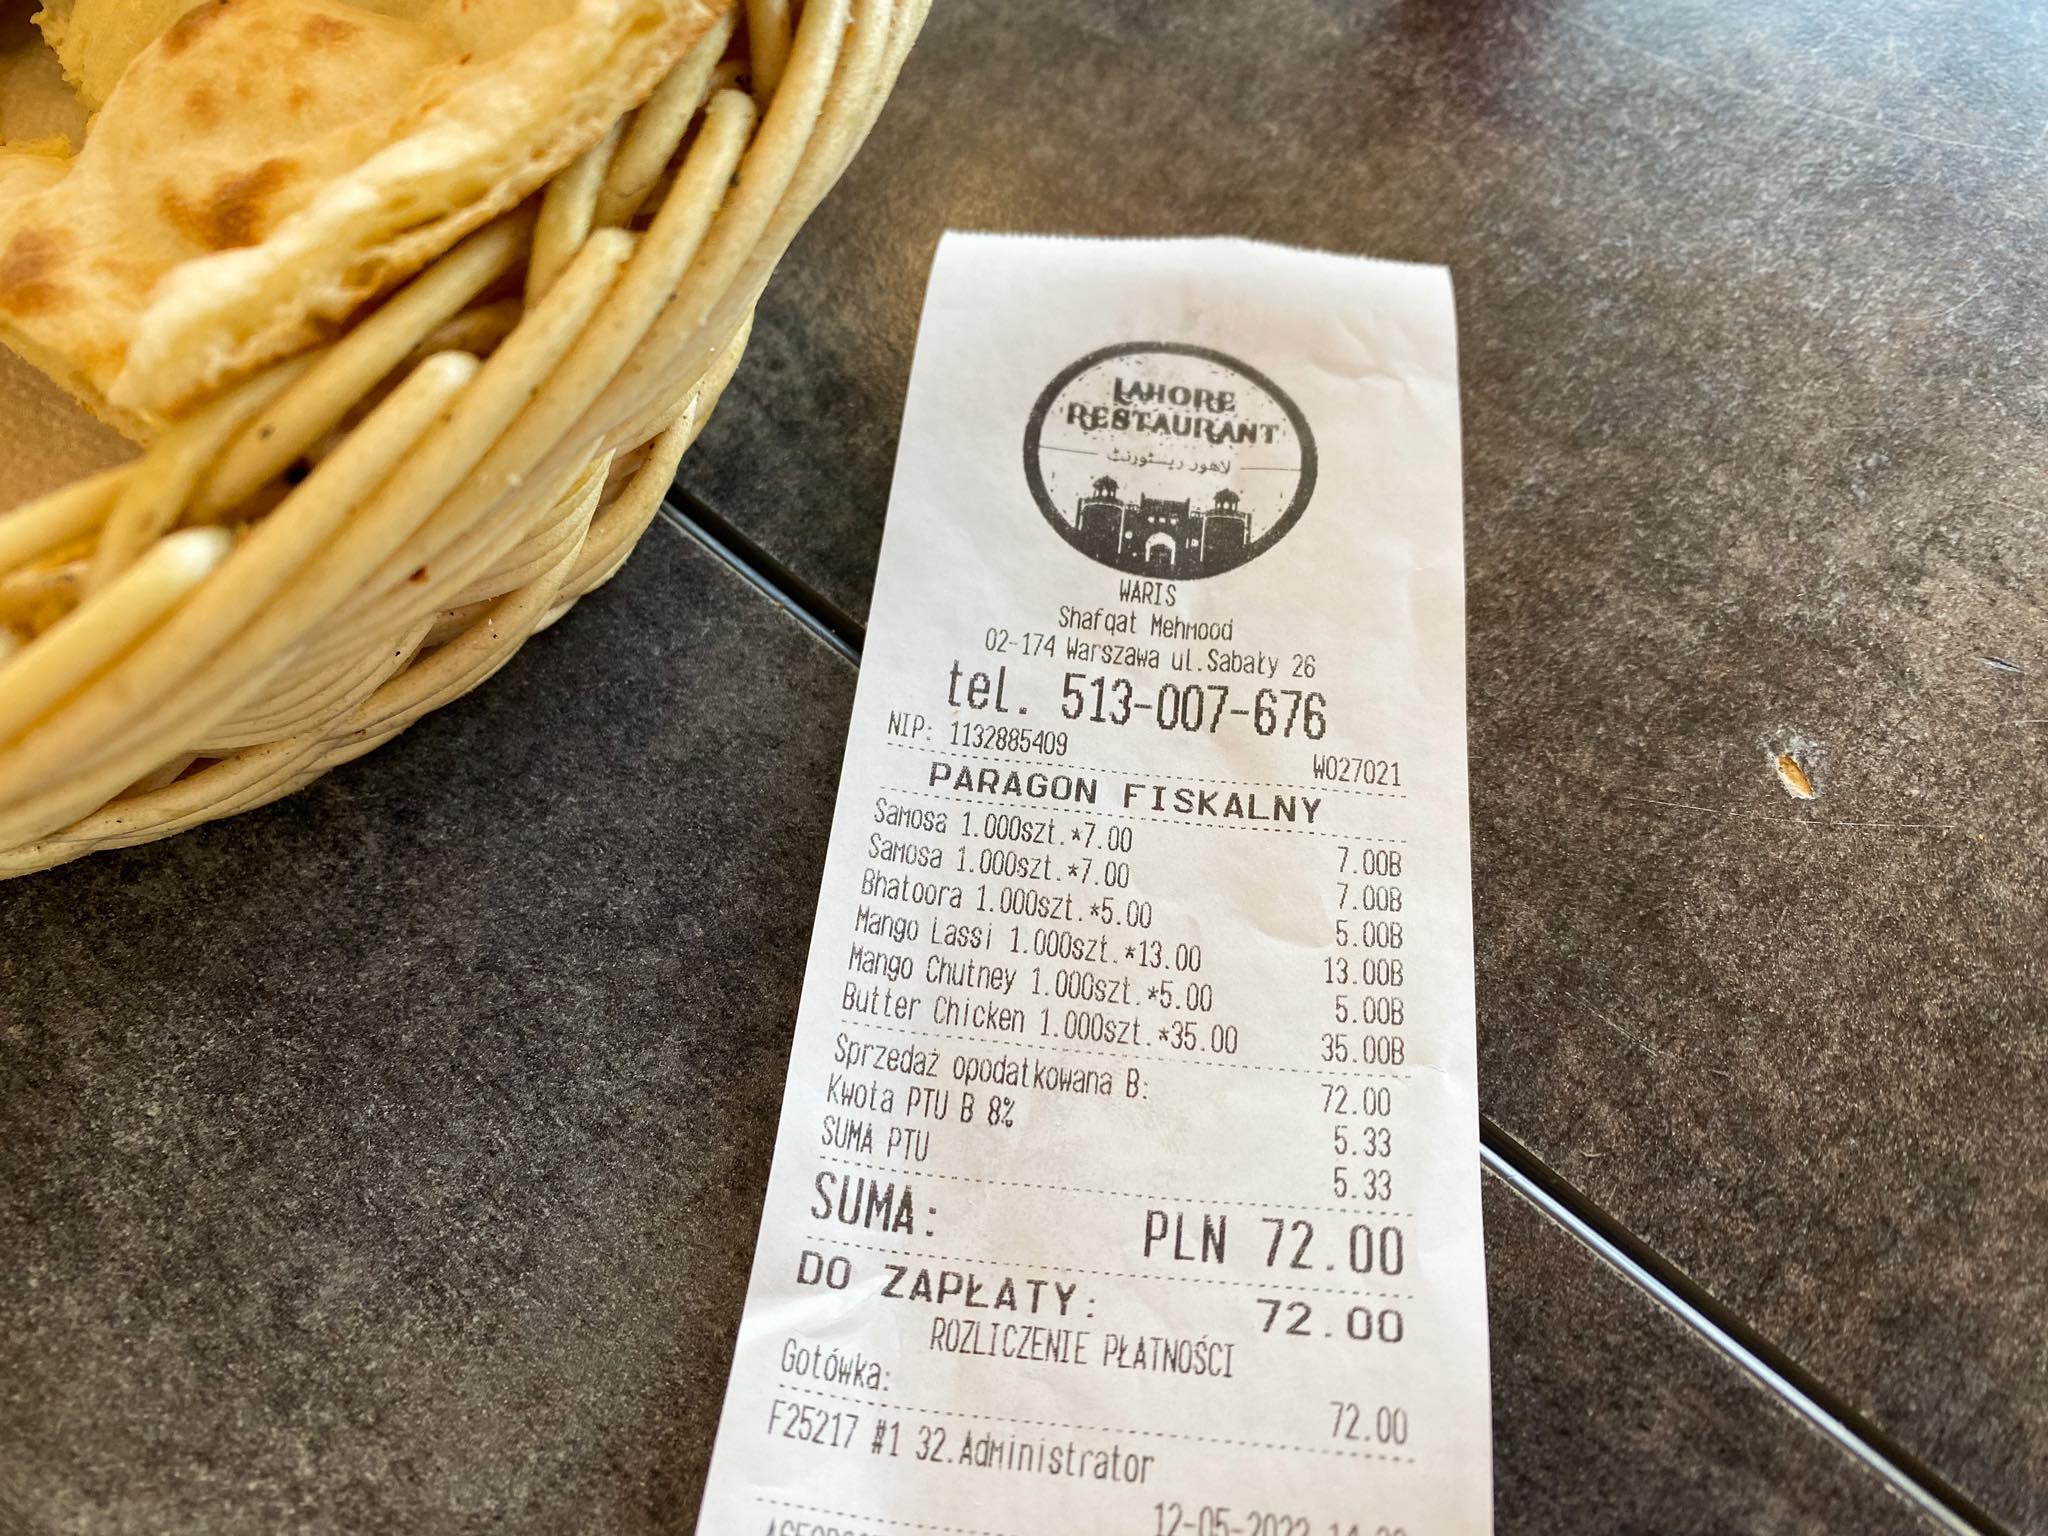 LAHORE
RESTAURANT
لاهور ريسٹورنٹ
WARIS
Shafqat Mehmood
02-174 Warszawa ul.Sabały 26
tel. 513-007-676
NIP: 1132885409 W027021
PARAGON FISKALNY
Samosa 1.000szt.*7.00 7.00B
Samosa 1.000szt.*7.00 7.00B
Bhatoora 1.000szt.*5.00 5.00B
Mango Lassi 1.000szt.*13.00 13.00B
Mango Chutney 1.000szt.*5.00 5.00B
Butter Chicken 1.000szt.*35.00 35.00B
Sprzedaż opodatkowana B: 72.00
Kwota PTU B 8% 5.33
SUMA PTU 5.33
SUMA: PLN 72.00
DO ZAPŁATY: 72.00
ROZLICZENIE PŁATNOŚCI
Gotówka: 72.00
F25217 #1 32.Administrator
12-05-2022